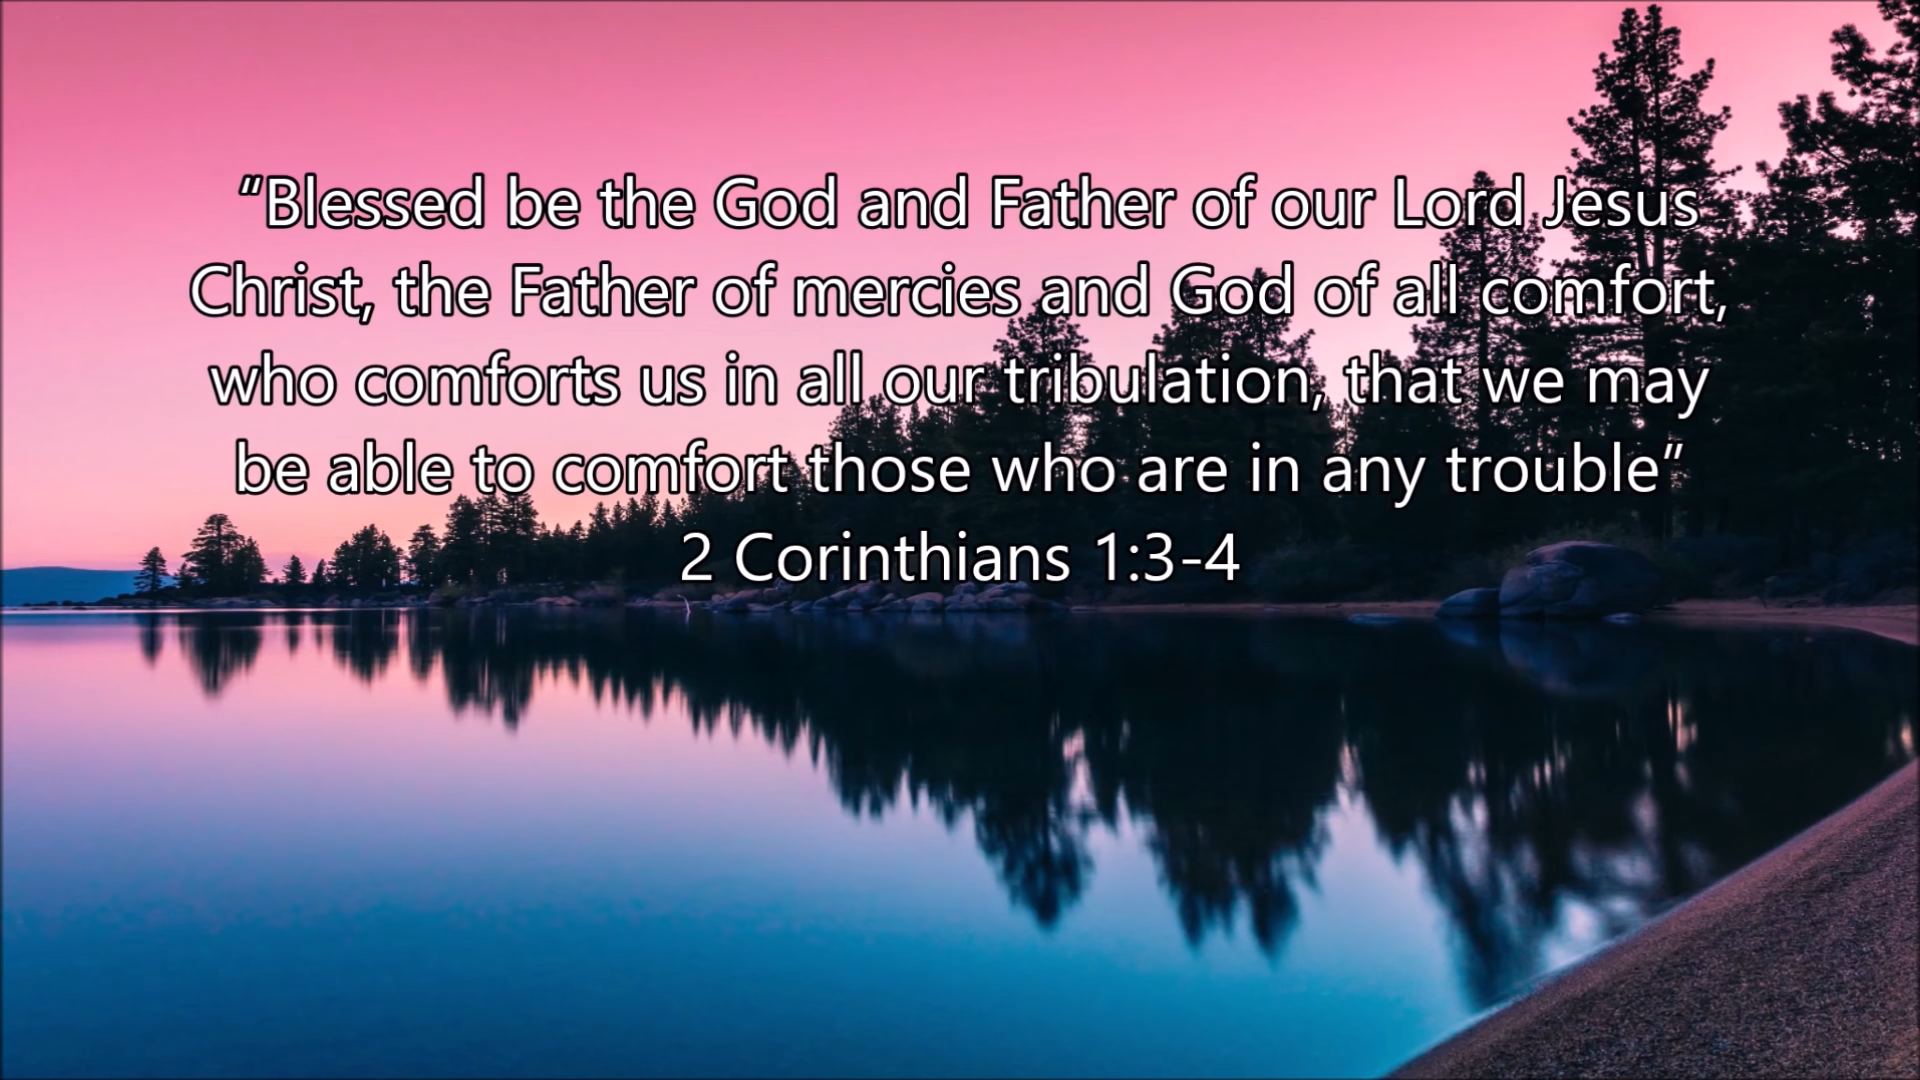 “Blessed be the God and Father of our Lord Jesus
Christ, the Father of mercies and God of all comfort,
who comforts us in all our tribulation, that we may
be able to comfort those who are in any trouble”
2 Corinthians 1:3-4